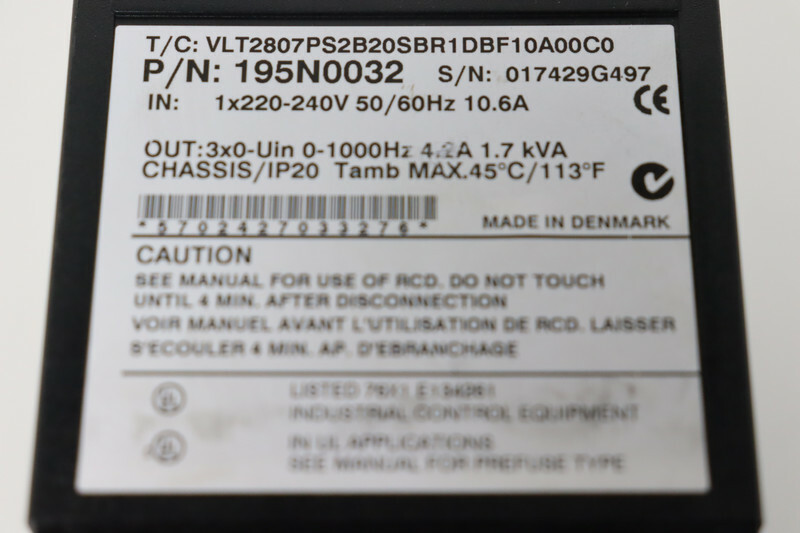 T/C: VLT2807PS2B20SBR1DBF10A00C0
P/N: 195N0032 S/N: 017429G497
IN: 1x220-240V 50/60Hz 10.6A
CE
OUT:3x0-Uin 0-1000Hz 4.2A 1.7 kVA
CHASSIS/IP20 Tamb MAX.45°C/113°F
*5702427033276*
MADE IN DENMARK
CAUTION
SEE MANUAL FOR USE OF RCD. DO NOT TOUCH
UNTIL 4 MIN. AFTER DISCONNECTION
VOIR MANUEL AVANT L'UTILISATION DE RCD. LAISSER
S'ECOULER 4 MIN. AP. D'EBRANCHAGE
LISTED
INDUSTRIAL CONTROL EQUIPMENT
IN UL APPLICATIONS
SEE MANUAL FOR PREFUSE TYPE